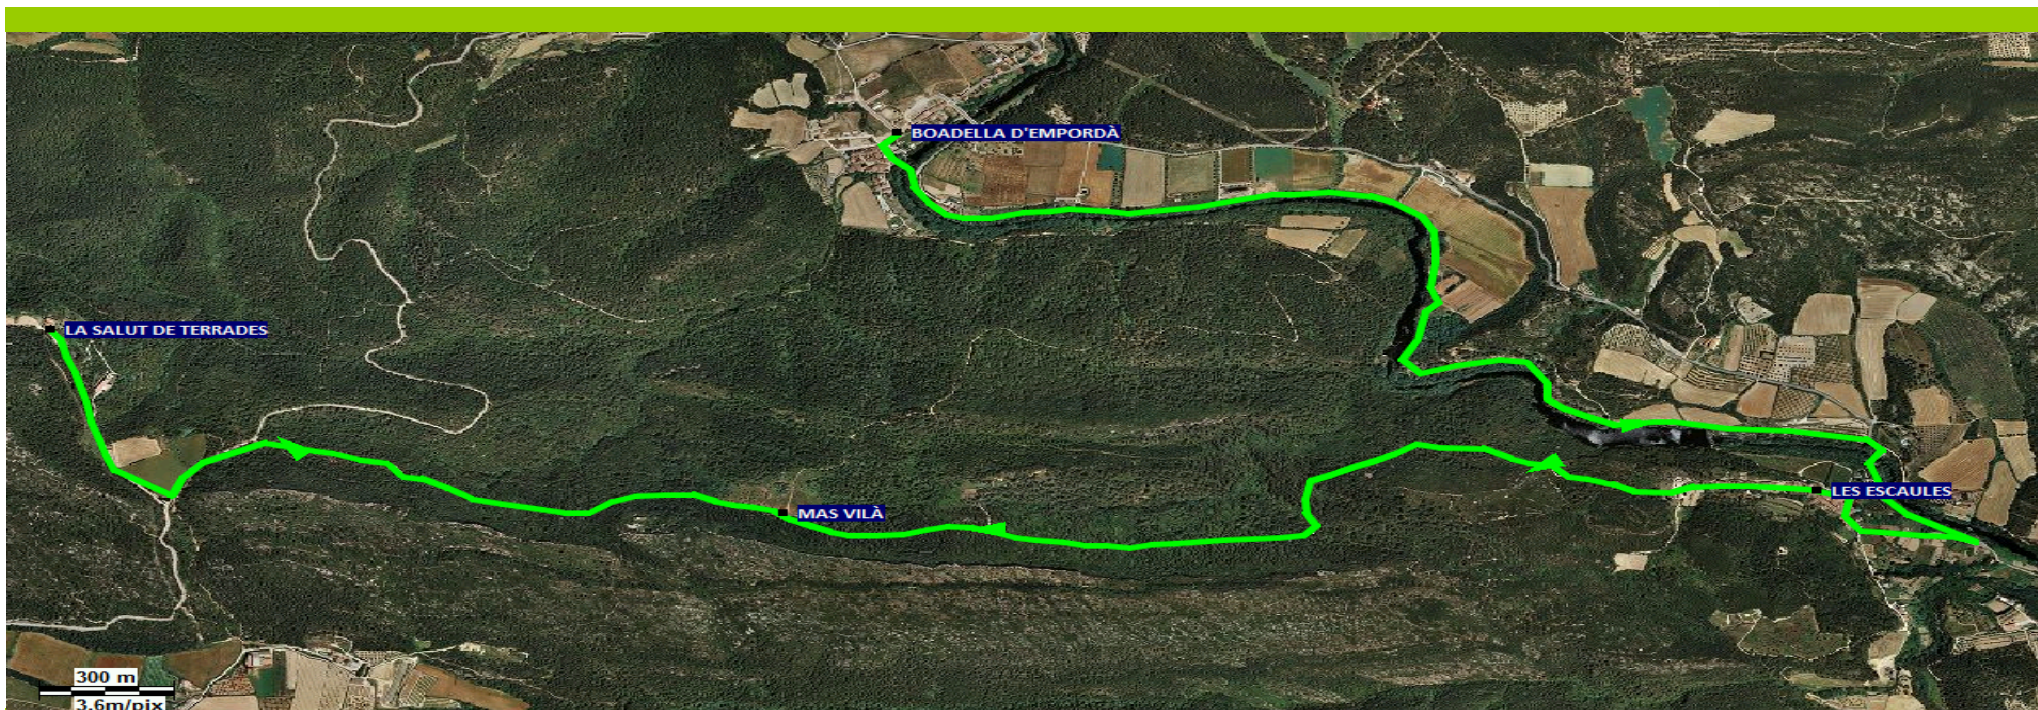 BOADELLA D'EMPORDÀ
LA SALUT DE TERRADES
LES ESCAULES
MAS VILÀ
300 m
3.6m/pix